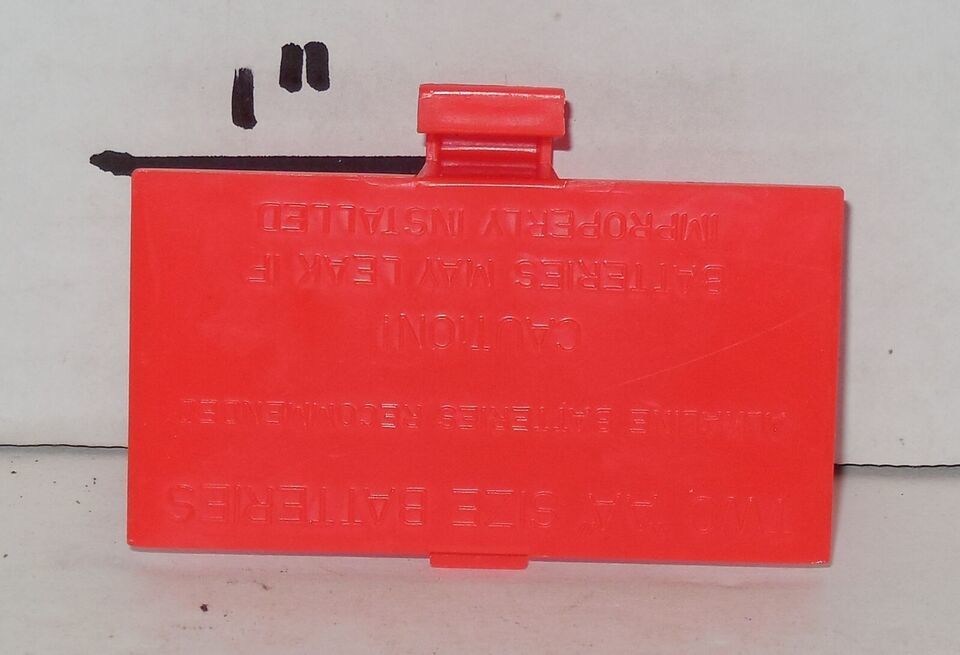 1"
TWO "AA" SIZE BATTERIES
ALKALINE BATTERIES RECOMMENDED
CAUTION!
BATTERIES MAY LEAK IF
IMPROPERLY INSTALLED